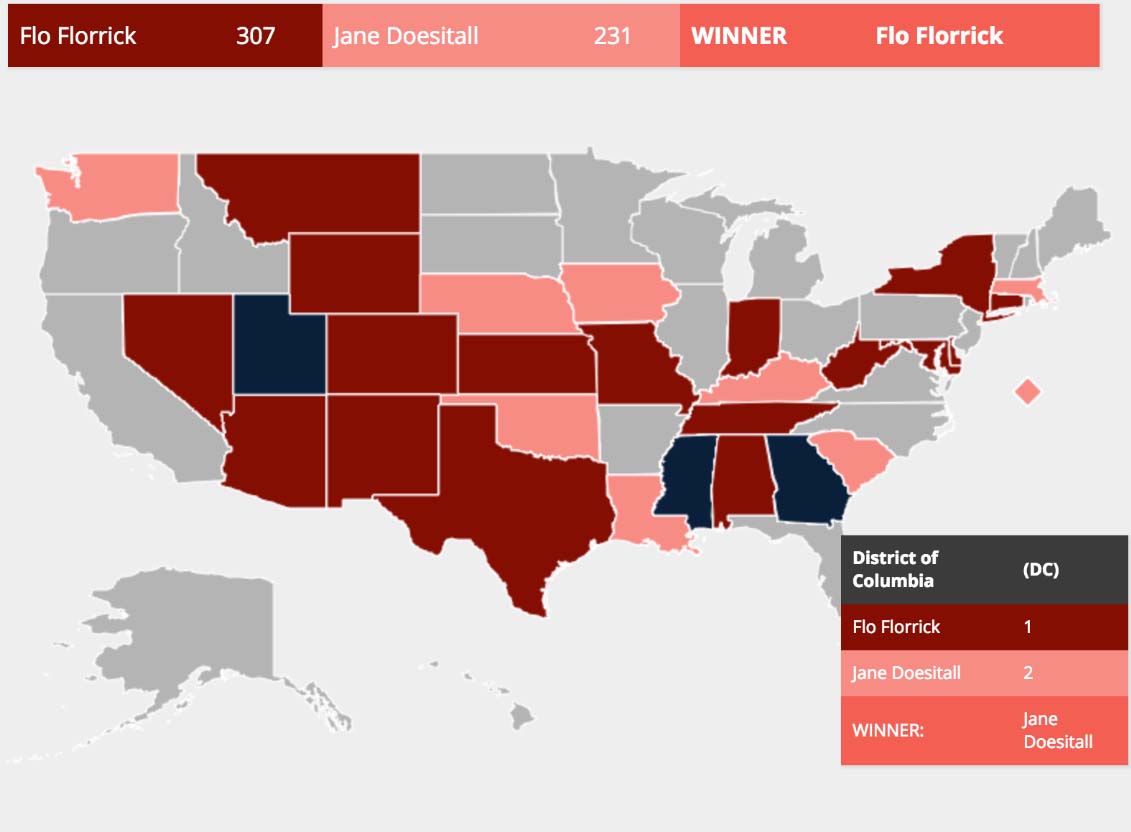 Flo Florrick 307 Jane Doesitall 231 WINNER Flo Florrick
District of (DC)
Columbia
Flo Florrick 1
Jane Doesitall 2
WINNER: Jane
Doesitall